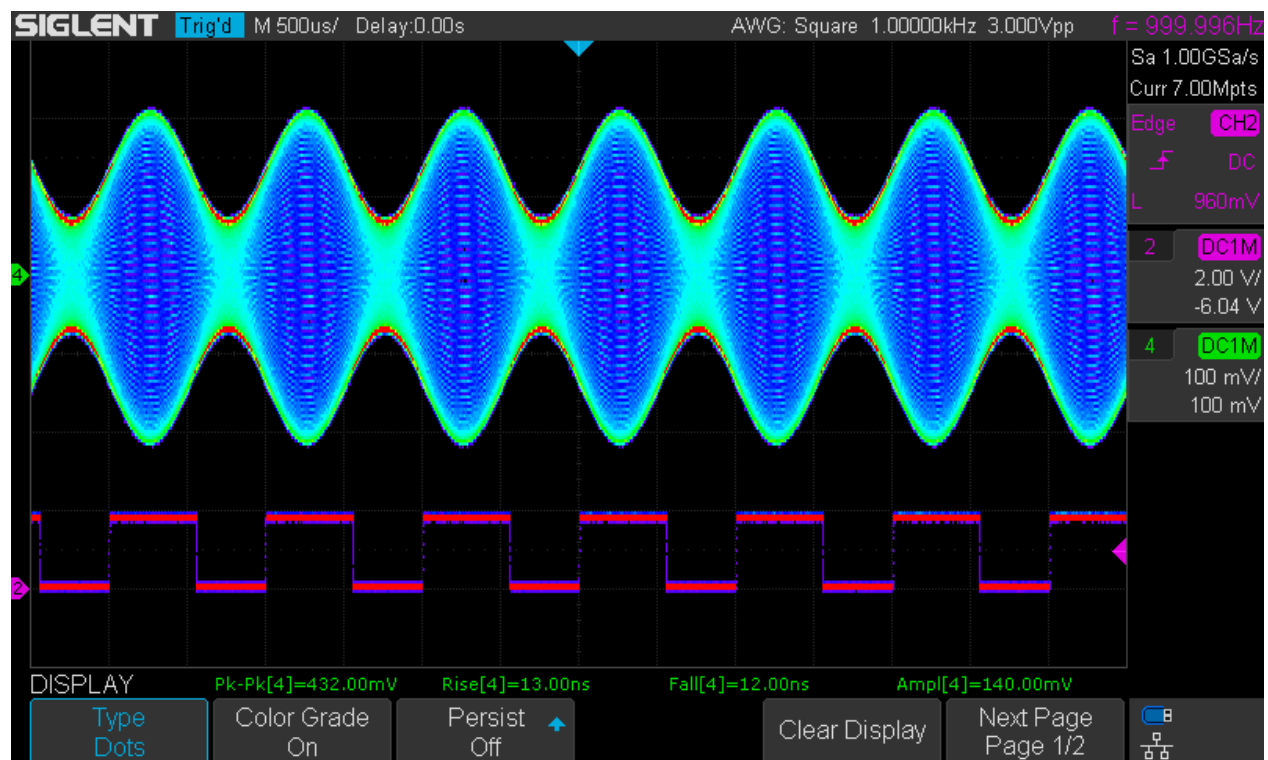 SIGLENT Trig'd M 500us/ Delay:0.00s AWG: Square 1.00000kHz 3.000Vpp f = 999.996Hz
Sa 1.00GSa/s
Curr 7.00Mpts
Edge CH2
DC
L 960mV
2 DC1M
2.00 V/
-6.04 V
4 DC1M
100 mV/
100 mV
4
2
DISPLAY Pk-Pk[4]=432.00mV Rise[4]=13.00ns Fall[4]=12.00ns Ampl[4]=140.00mV
Type Color Grade Persist Clear Display Next Page
Dots On Off Page 1/2